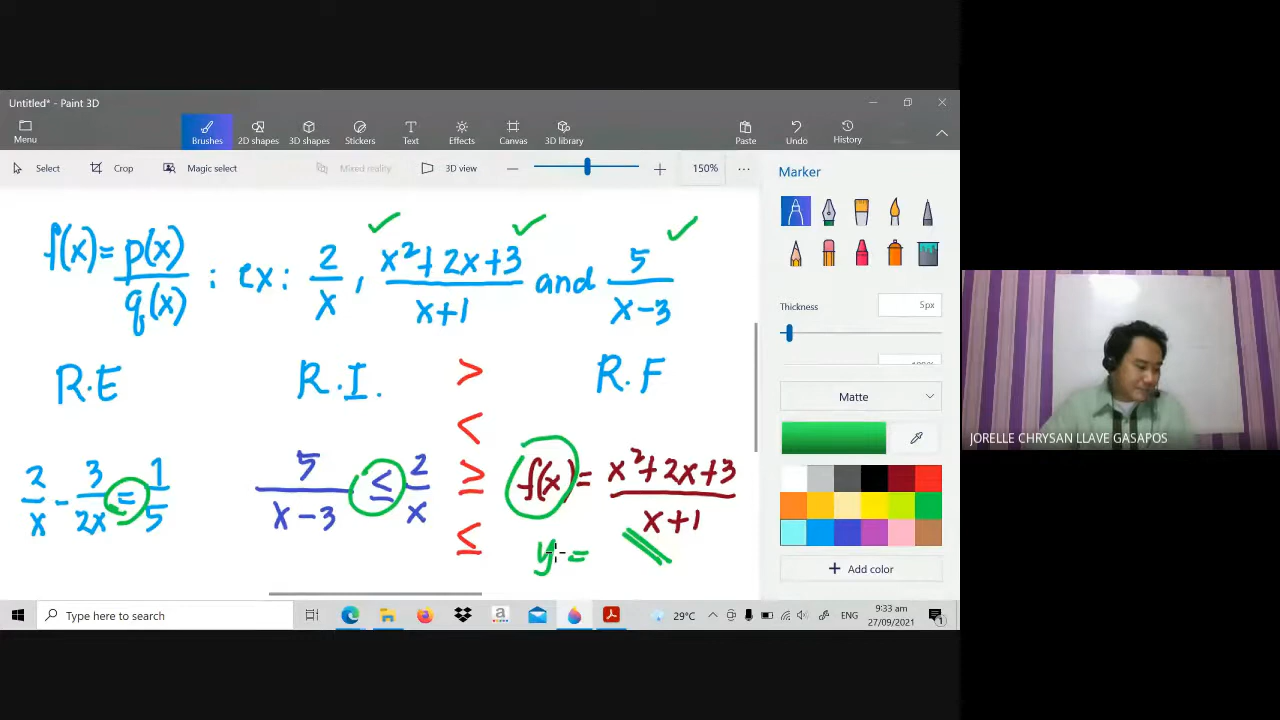 Untitled* - Paint 3D
Menu
Brushes 2D shapes 3D shapes Stickers Text Effects Canvas 3D library Paste Undo History
Select Crop Magic select Mixed reality 3D view 150%
Marker
f(x) = p(x)/q(x) ; ex: 2/x, x²+2x+3/x+1 and 5/x-3
R.E R.I. > R.F
<
2/x - 3/2x = 1/5 5/x-3 ≤ 2/x ≥ f(x) = x²+2x+3/x+1
≤ y =
Thickness 5px
Matte
Add color
JORELLE CHRYSAN LLAVE GASAPOS
Type here to search 29°C ENG 9:33 am
27/09/2021